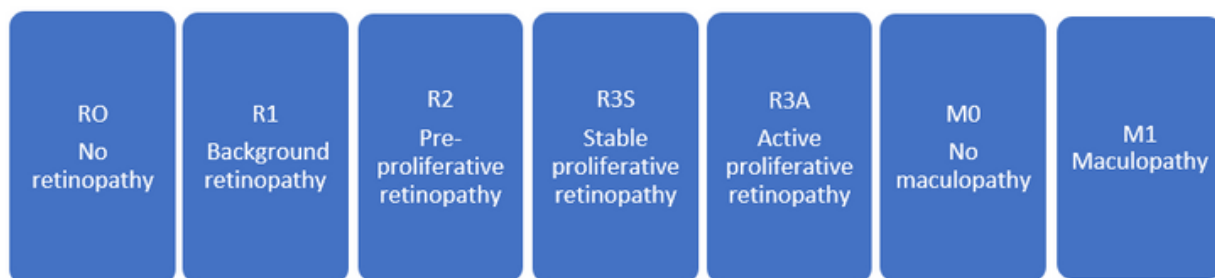 RO
No
retinopathy
R1
Background
retinopathy
R2
Pre-
proliferative
retinopathy
R3S
Stable
proliferative
retinopathy
R3A
Active
proliferative
retinopathy
M0
No
maculopathy
M1
Maculopathy